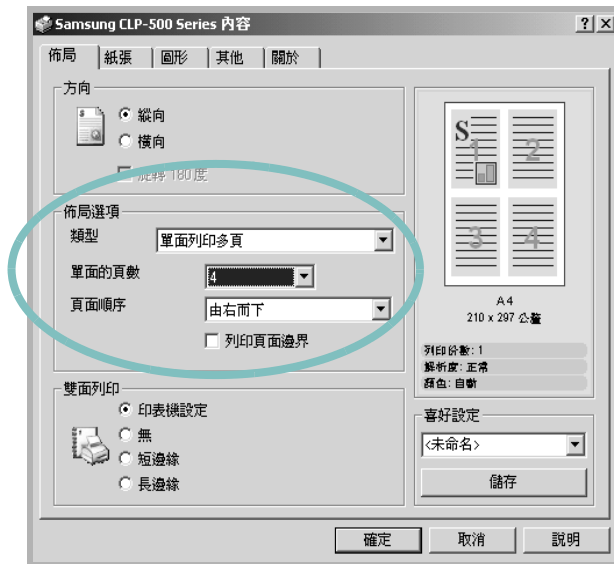 Samsung CLP-500 Series 內容
佈局 紙張 圖形 其他 關於
方向
縱向
橫向
旋轉 180 度
佈局選項
類型 單面列印多頁
單面的頁數 4
頁面順序 由右而下
列印頁面邊界
雙面列印
印表機設定
無
短邊緣
長邊緣
S
1 2
3 4
A4
210 x 297 公釐
列印份數: 1
解析度: 正常
顏色: 自動
喜好設定
<未命名>
儲存
確定 取消 說明